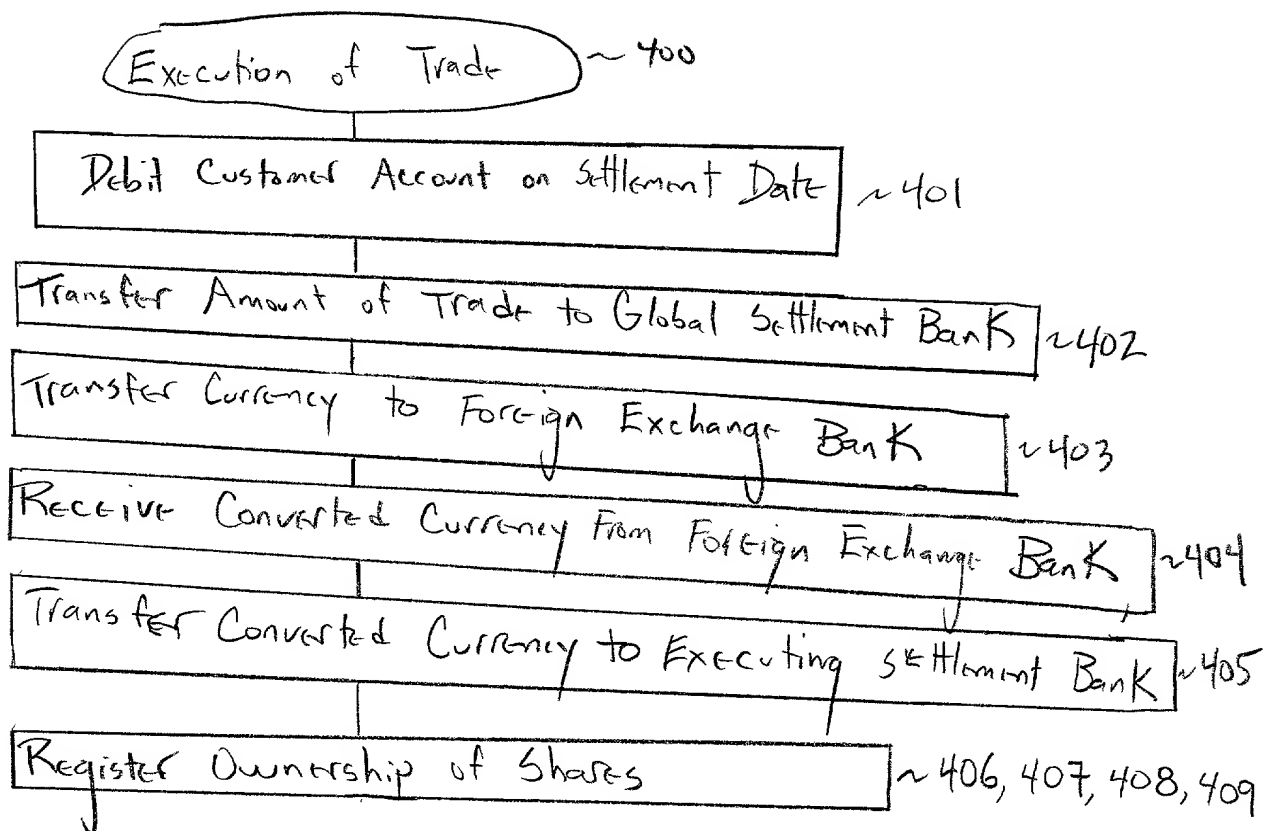 Execution of Trade ~ 400
Debit Customer Account on Settlement Date ~401
Transfer Amount of Trade to Global Settlement Bank ~402
Transfer Currency to Foreign Exchange Bank ~403
Receive Converted Currency From Foreign Exchange Bank ~404
Transfer Converted Currency to Executing Settlement Bank ~405
Register Ownership of Shares ~ 406, 407, 408, 409